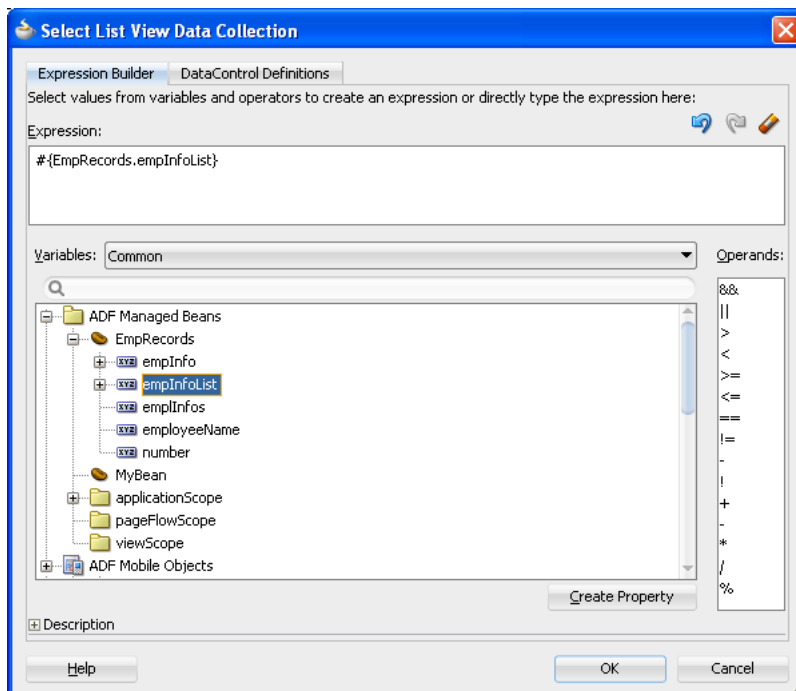 Select List View Data Collection
Expression Builder DataControl Definitions
Select values from variables and operators to create an expression or directly type the expression here:
Expression:
#{EmpRecords.empInfoList}
Variables: Common Operands:
ADF Managed Beans
EmpRecords
empInfo
empInfoList
emplInfos
employeeName
number
MyBean
applicationScope
pageFlowScope
viewScope
ADF Mobile Objects
&&
||
>
<
>=
<=
==
!=
-
!
+
-
*
/
%
Create Property
Description
Help OK Cancel